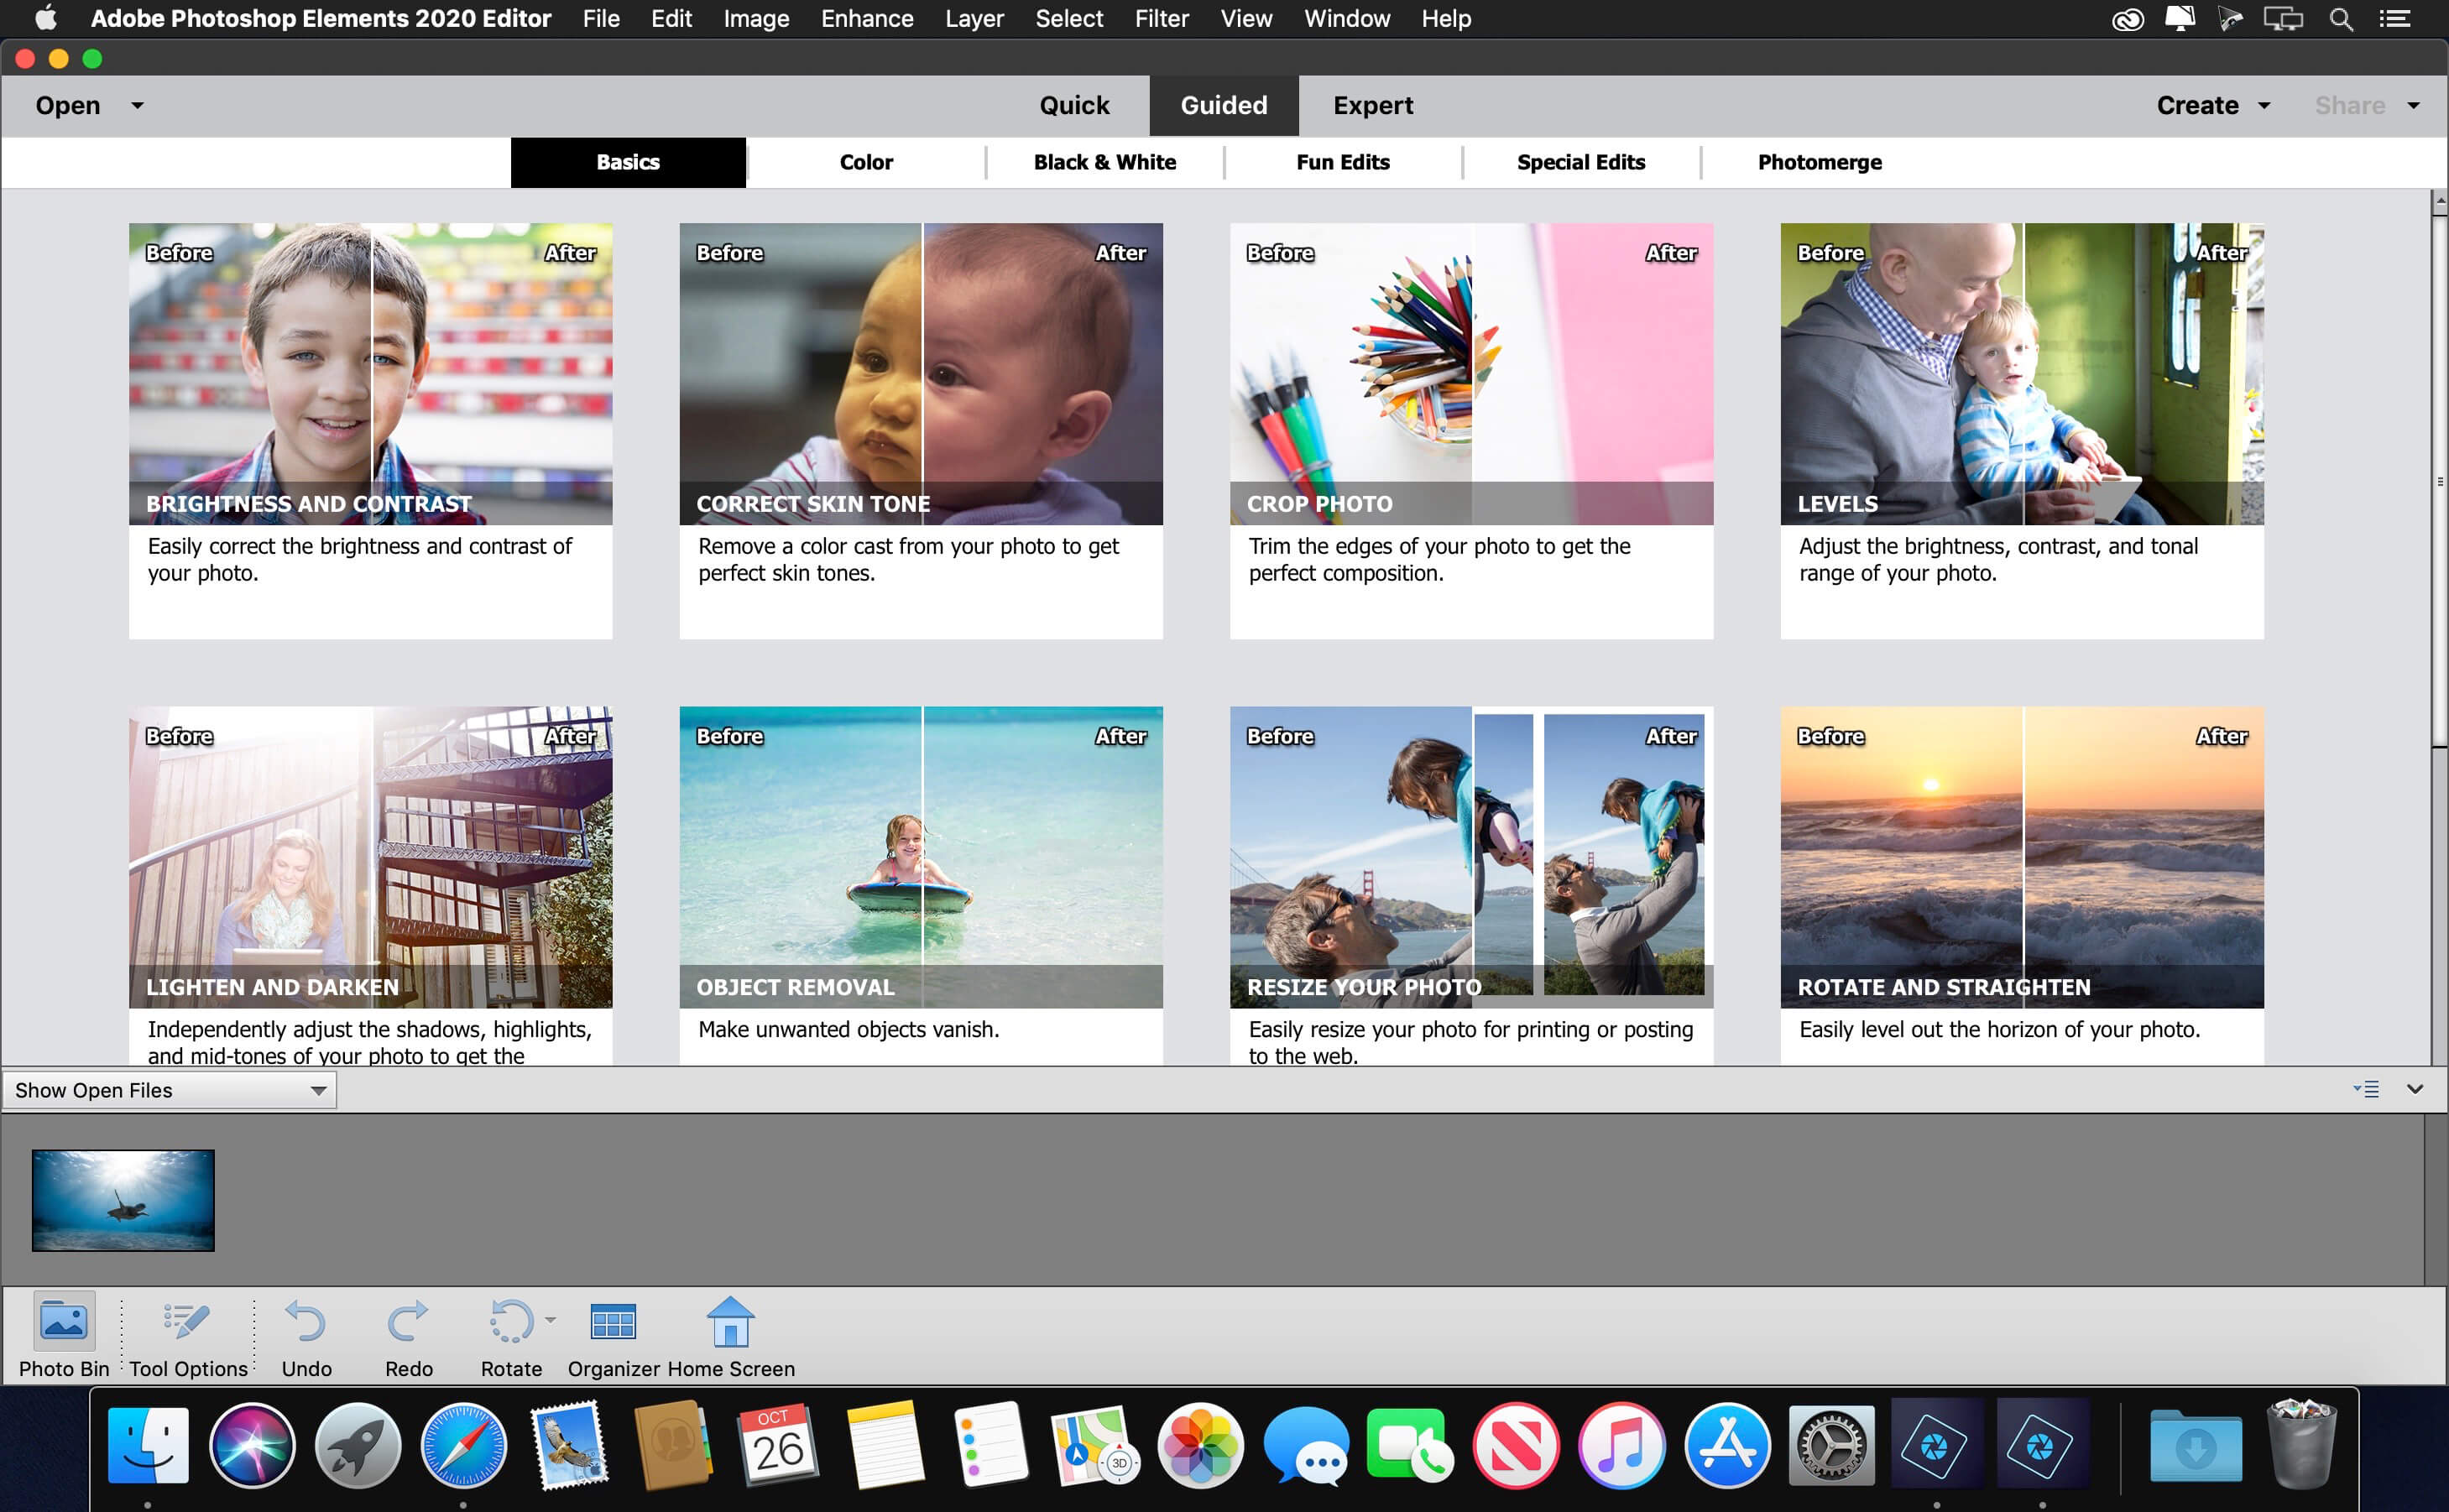 Adobe Photoshop Elements 2020 Editor File Edit Image Enhance Layer Select Filter View Window Help
Open Quick Guided Expert Create Share
Basics Color Black & White Fun Edits Special Edits Photomerge
Before After
BRIGHTNESS AND CONTRAST
Easily correct the brightness and contrast of
your photo.
Before After
CORRECT SKIN TONE
Remove a color cast from your photo to get
perfect skin tones.
Before After
CROP PHOTO
Trim the edges of your photo to get the
perfect composition.
Before After
LEVELS
Adjust the brightness, contrast, and tonal
range of your photo.
Before After
LIGHTEN AND DARKEN
Independently adjust the shadows, highlights,
and mid-tones of your photo to get the
Before After
OBJECT REMOVAL
Make unwanted objects vanish.
Before After
RESIZE YOUR PHOTO
Easily resize your photo for printing or posting
to the web.
Before After
ROTATE AND STRAIGHTEN
Easily level out the horizon of your photo.
Show Open Files
Photo Bin Tool Options Undo Redo Rotate Organizer Home Screen
OCT
26
3D